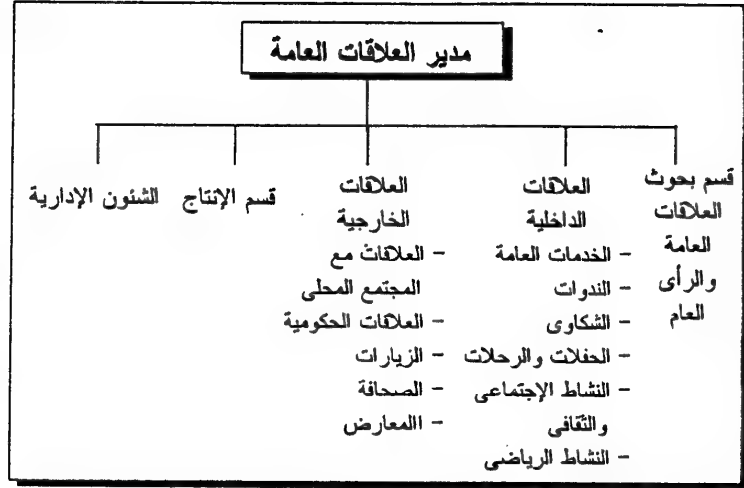 مدير العلاقات العامة
قسم بحوث
العلاقات
العامة
والرأى
العام
العلاقات
الداخلية
- الخدمات العامة
- الندوات
- الشكاوى
- الحفلات والرحلات
- النشاط الإجتماعى
والثقافى
- النشاط الرياضى
العلاقات
الخارجية
- العلاقات مع
المجتمع المحلى
- العلاقات الحكومية
- الزيارات
- الصحافة
- االمعارض
قسم الإنتاج
الشئون الإدارية